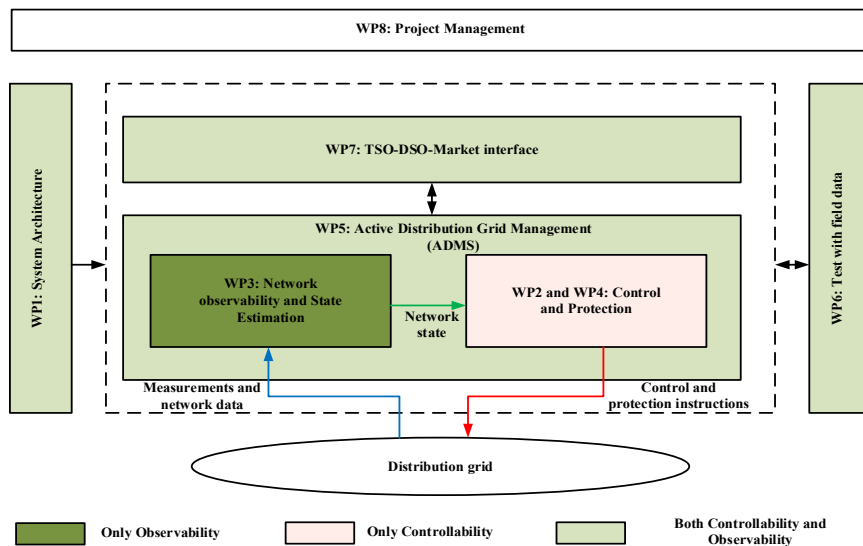 WP8: Project Management
WP1: System Architecture
WP7: TSO-DSO-Market interface
WP5: Active Distribution Grid Management
(ADMS)
WP3: Network
observability and State
Estimation
Network
state
WP2 and WP4: Control
and Protection
WP6: Test with field data
Measurements and
network data
Control and
protection instructions
Distribution grid
Only Observability
Only Controllability
Both Controllability and
Observability